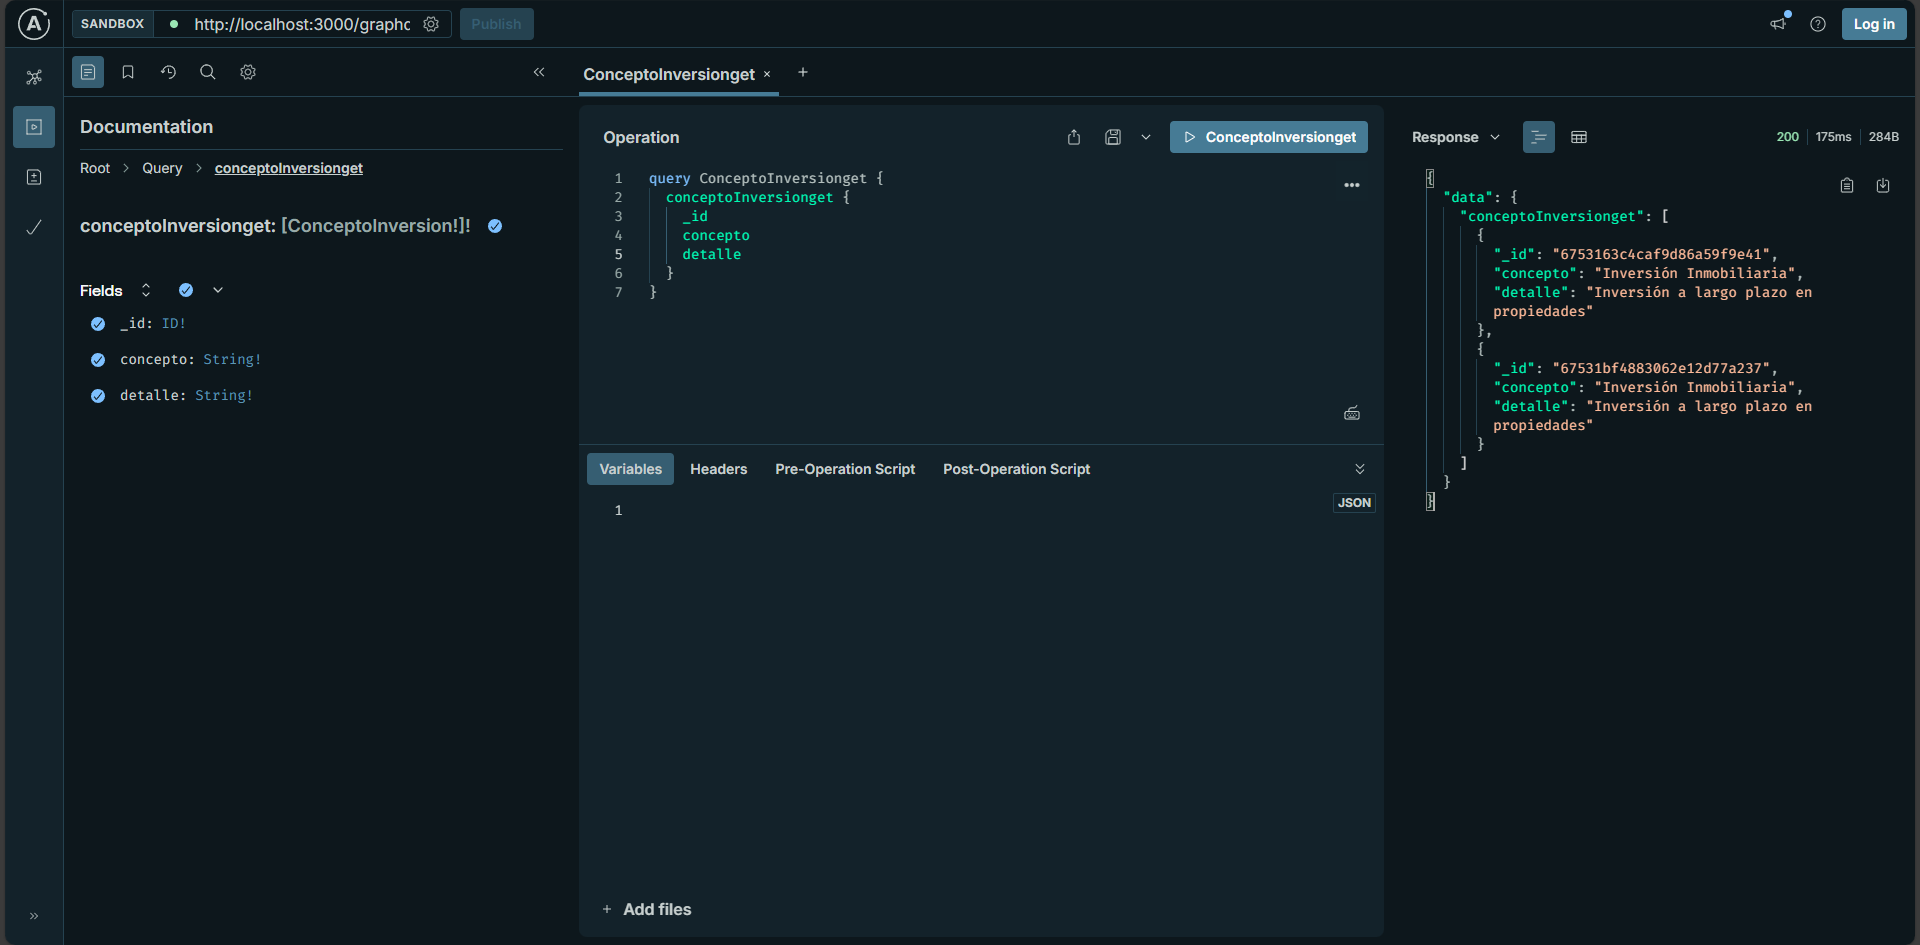 SANDBOX
http://localhost:3000/graphc
Publish
Log in
ConceptoInversionget
Documentation
Root > Query > conceptoInversionget
conceptoInversionget: [ConceptoInversion!]!
Fields
_id: ID!
concepto: String!
detalle: String!
Operation
ConceptoInversionget
1 query ConceptoInversionget {
2 conceptoInversionget {
3 _id
4 concepto
5 detalle
6 }
7 }
Variables Headers Pre-Operation Script Post-Operation Script
1
JSON
+ Add files
Response
200 175ms 284B
{
"data": {
"conceptoInversionget": [
{
"_id": "6753163c4caf9d86a59f9e41",
"concepto": "Inversión Inmobiliaria",
"detalle": "Inversión a largo plazo en
propiedades"
},
{
"_id": "67531bf4883062e12d77a237",
"concepto": "Inversión Inmobiliaria",
"detalle": "Inversión a largo plazo en
propiedades"
}
]
}
}